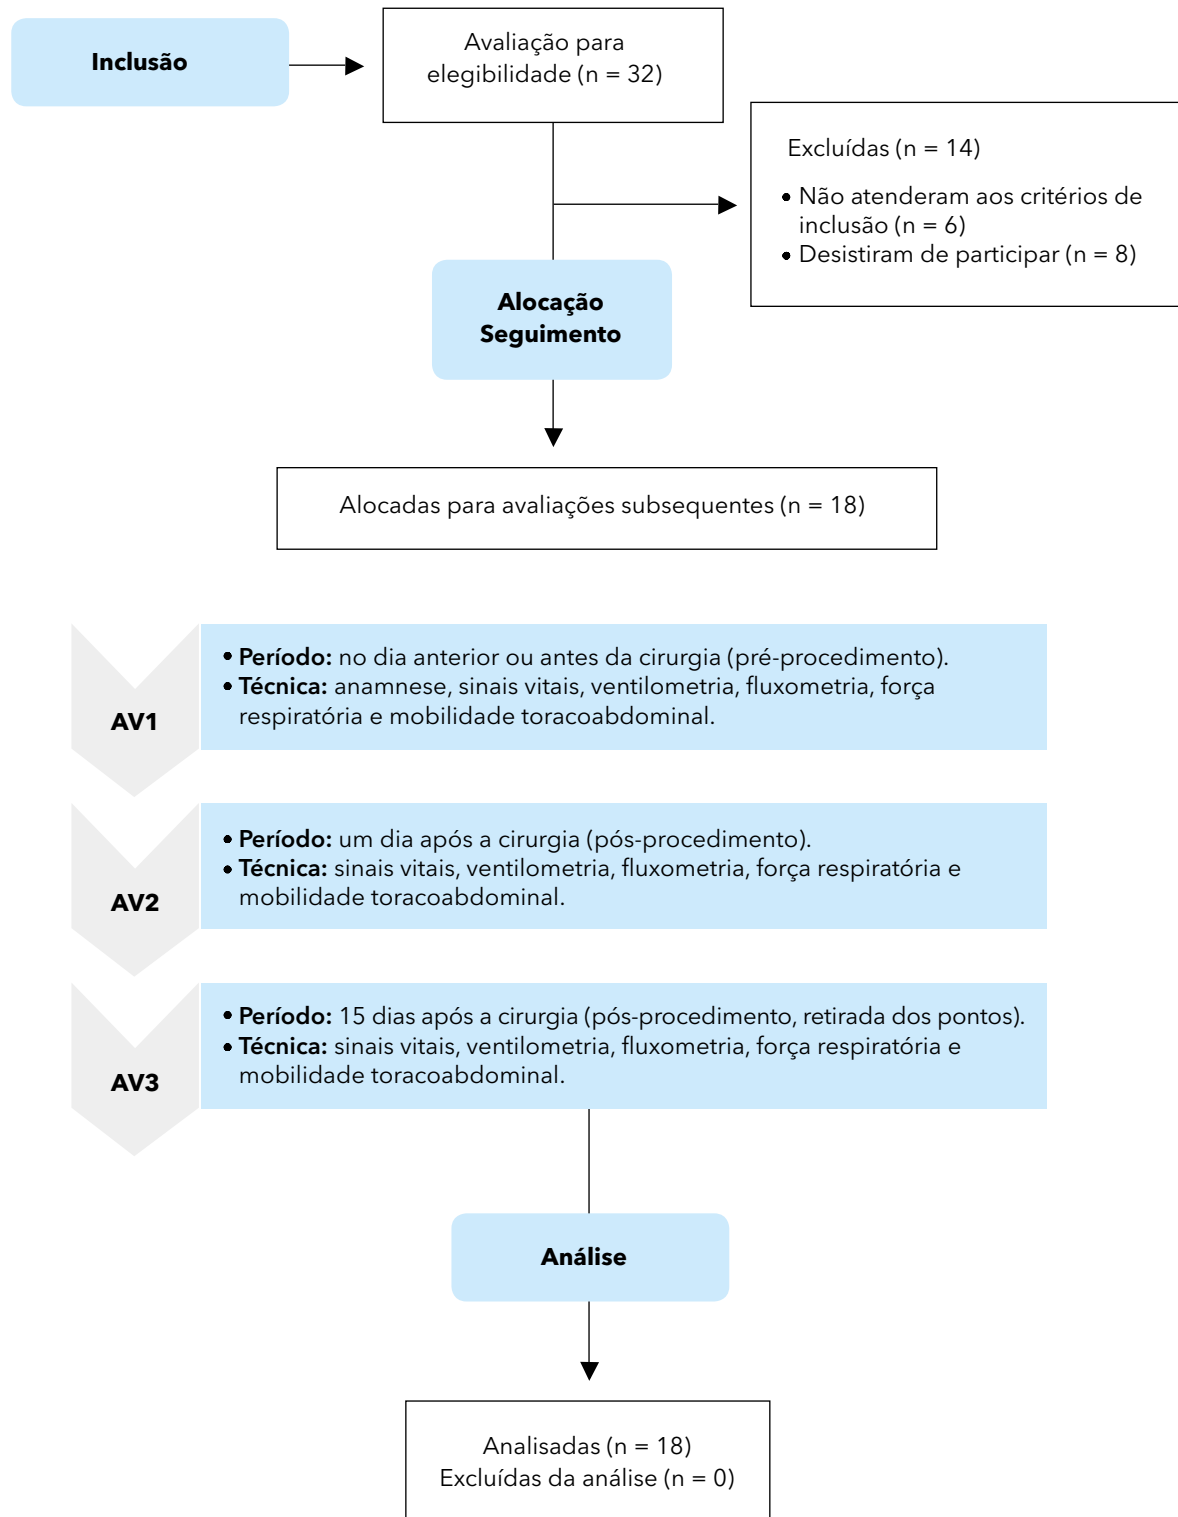 Inclusão
Avaliação para
elegibilidade (n = 32)
Excluídas (n = 14)
• Não atenderam aos critérios de
inclusão (n = 6)
• Desistiram de participar (n = 8)
Alocação
Seguimento
Alocadas para avaliações subsequentes (n = 18)
AV1
• Período: no dia anterior ou antes da cirurgia (pré-procedimento).
• Técnica: anamnese, sinais vitais, ventilometria, fluxometria, força
respiratória e mobilidade toracoabdominal.
AV2
• Período: um dia após a cirurgia (pós-procedimento).
• Técnica: sinais vitais, ventilometria, fluxometria, força respiratória e
mobilidade toracoabdominal.
AV3
• Período: 15 dias após a cirurgia (pós-procedimento, retirada dos pontos).
• Técnica: sinais vitais, ventilometria, fluxometria, força respiratória e
mobilidade toracoabdominal.
Análise
Analisadas (n = 18)
Excluídas da análise (n = 0)